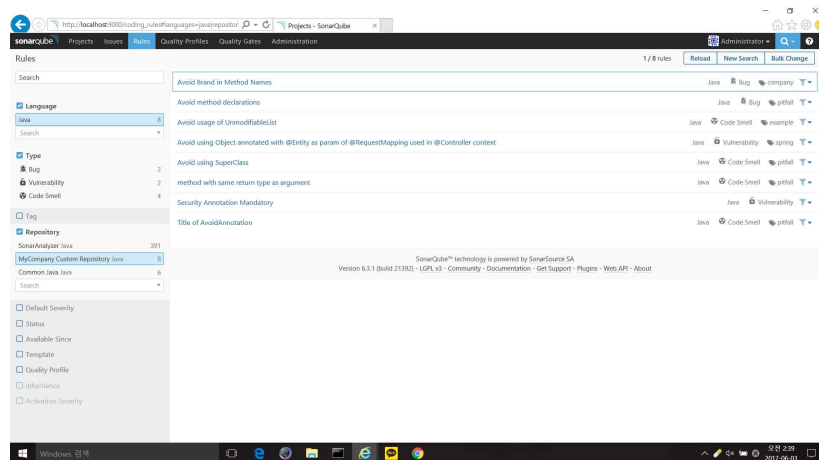 http://localhost:9000/coding_rules#languages=java|repositor
Projects - SonarQube
sonarqube Projects Issues Rules Quality Profiles Quality Gates Administration Administrator
Rules
1 / 8 rules Reload New Search Bulk Change
Search
Language
Java 8
Search
Type
Bug 2
Vulnerability 2
Code Smell 4
Tag
Repository
SonarAnalyzer Java 391
MyCompany Custom Repository Java 8
Common Java Java 6
Search
Default Severity
Status
Available Since
Template
Quality Profile
Inheritance
Activation Severity
Avoid Brand in Method Names Java Bug company
Avoid method declarations Java Bug pitfall
Avoid usage of UnmodifiableList Java Code Smell example
Avoid using Object annotated with @Entity as param of @RequestMapping used in @Controller context Java Vulnerability spring
Avoid using SuperClass Java Code Smell pitfall
method with same return type as argument Java Code Smell pitfall
Security Annotation Mandatory Java Vulnerability
Title of AvoidAnnotation Java Code Smell pitfall
SonarQube™ technology is powered by SonarSource SA
Version 6.3.1 (build 21392) - LGPL v3 - Community - Documentation - Get Support - Plugins - Web API - About
Windows 검색
오전 2:39
2017-06-03